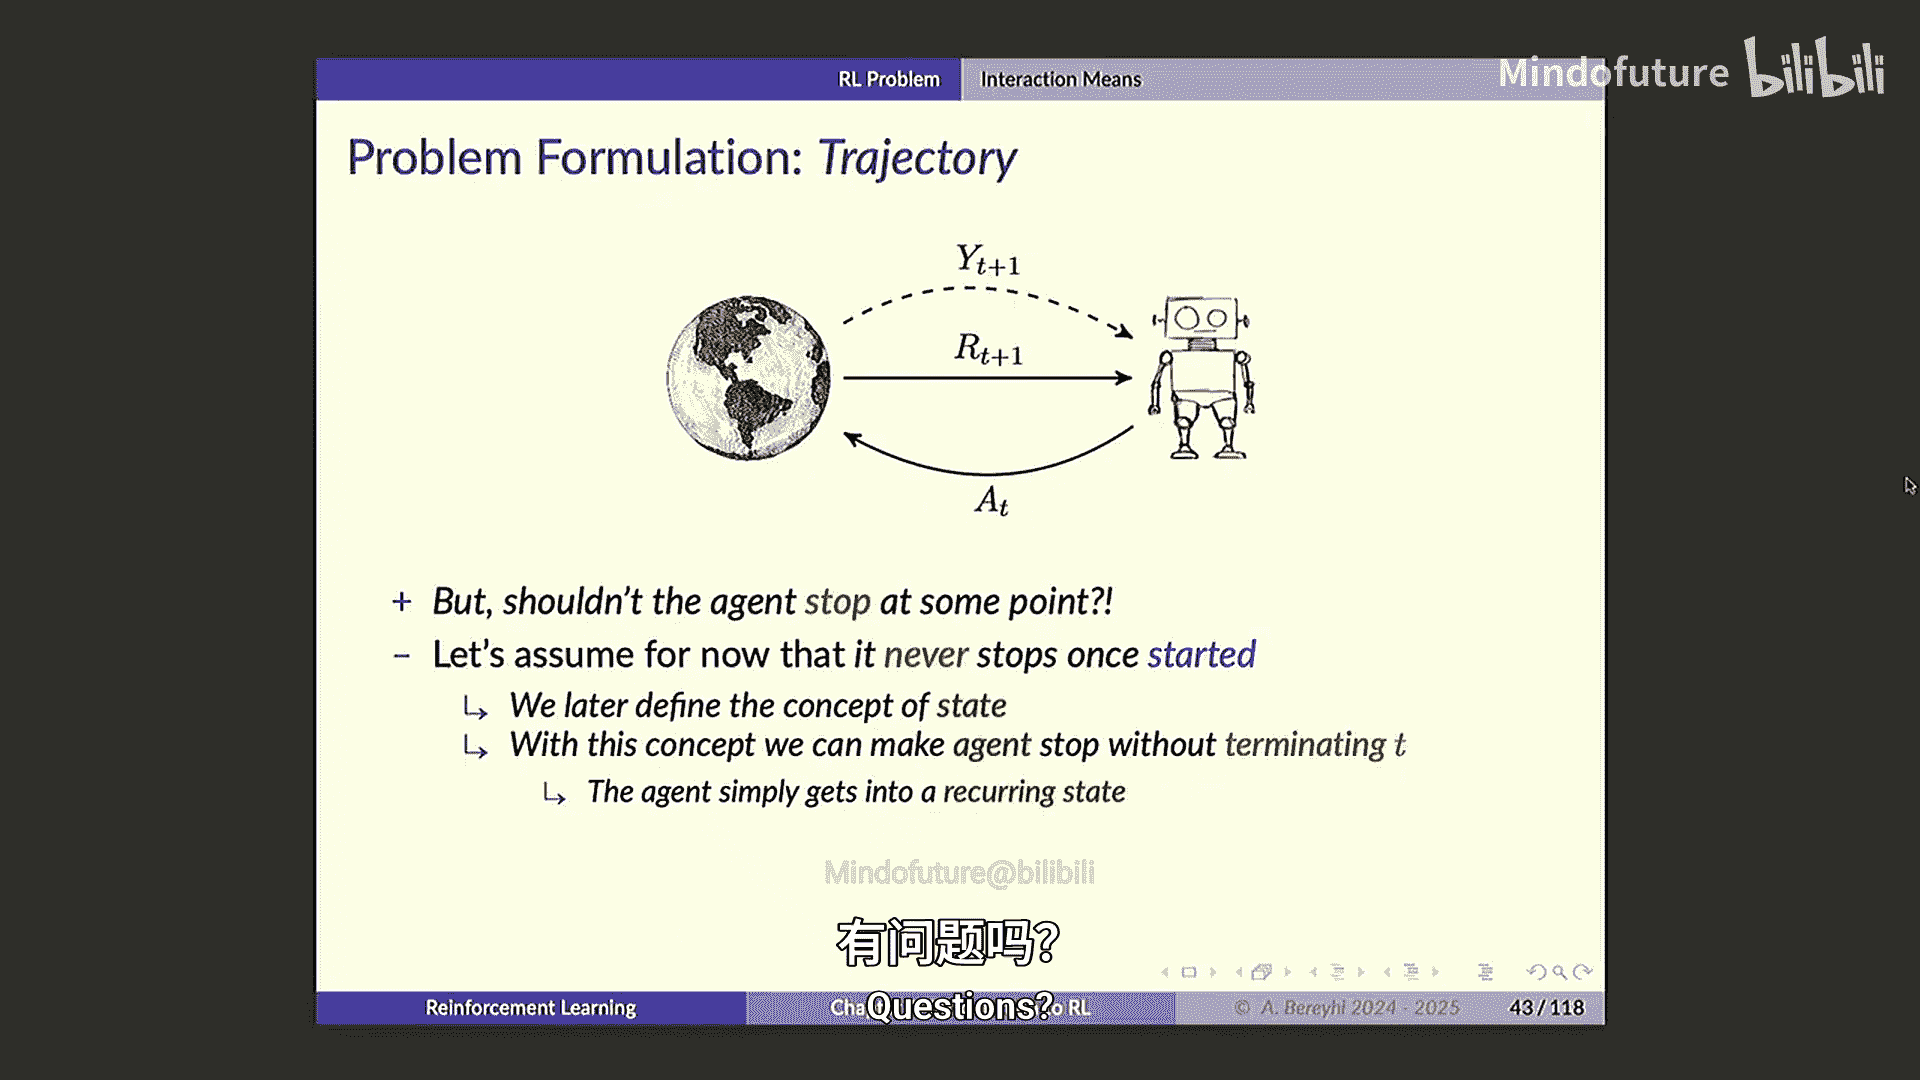 RL Problem
Interaction Means
Mindofuture bilibili
Problem Formulation: Trajectory
Y_{t+1}
R_{t+1}
A_t
+ But, shouldn't the agent stop at some point?!
– Let's assume for now that it never stops once started
↳ We later define the concept of state
↳ With this concept we can make agent stop without terminating t
↳ The agent simply gets into a recurring state
Mindofuture@bilibili
有问题吗？
Questions?
Reinforcement Learning
Cha
o RL
© A. Bereyhi 2024 - 2025
43 / 118